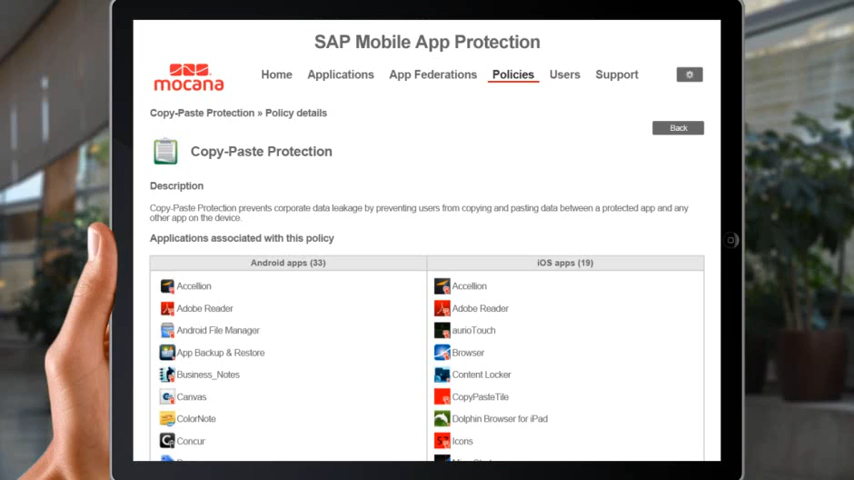 SAP Mobile App Protection
mocana
Home Applications App Federations Policies Users Support
Copy-Paste Protection » Policy details
Back
Copy-Paste Protection
Description
Copy-Paste Protection prevents corporate data leakage by preventing users from copying and pasting data between a protected app and any
other app on the device.
Applications associated with this policy
Android apps (33) iOS apps (19)
Accellion Accellion
Adobe Reader Adobe Reader
Android File Manager aurioTouch
App Backup & Restore Browser
Business_Notes Content Locker
Canvas CopyPasteTile
ColorNote Dolphin Browser for iPad
Concur Icons